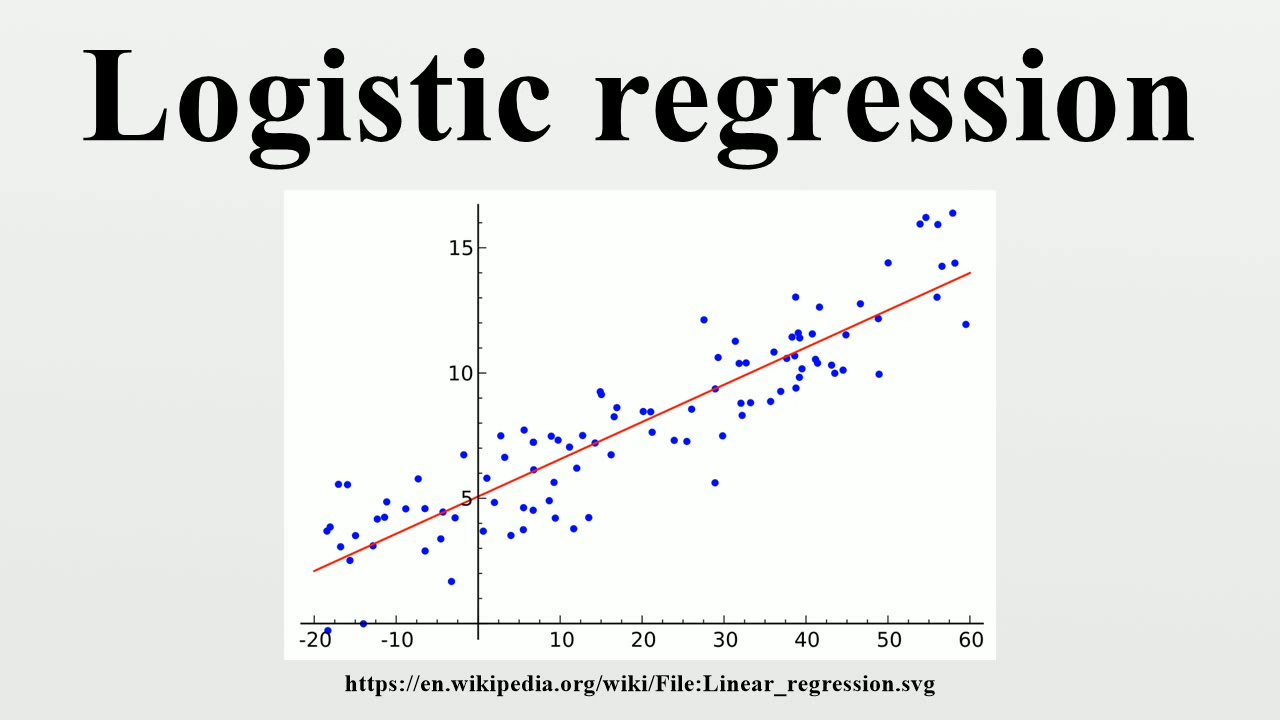 Logistic regression
15
10
5
-20 -10 10 20 30 40 50 60
https://en.wikipedia.org/wiki/File:Linear_regression.svg